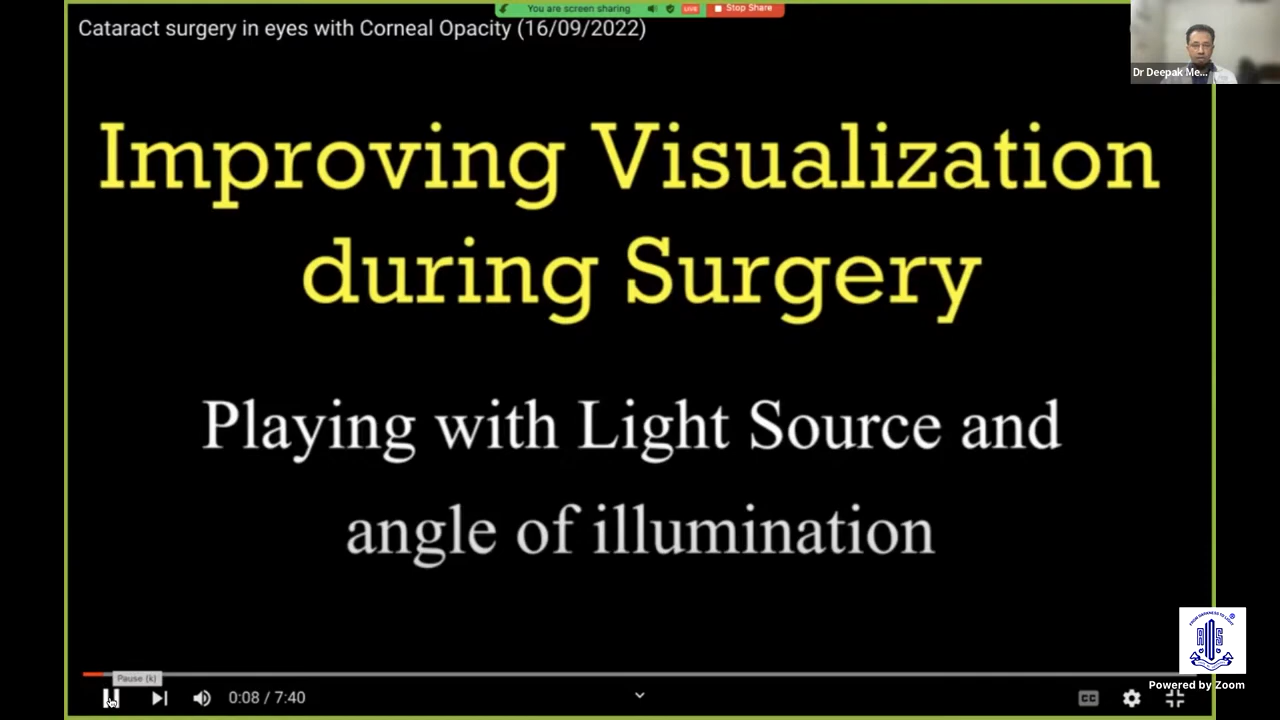 You are screen sharing
LIVE
Stop Share
Cataract surgery in eyes with Corneal Opacity (16/09/2022)
Dr Deepak Me...
Improving Visualization
during Surgery
Playing with Light Source and
angle of illumination
Pause (k)
0:08 / 7:40
CC
Powered by Zoom